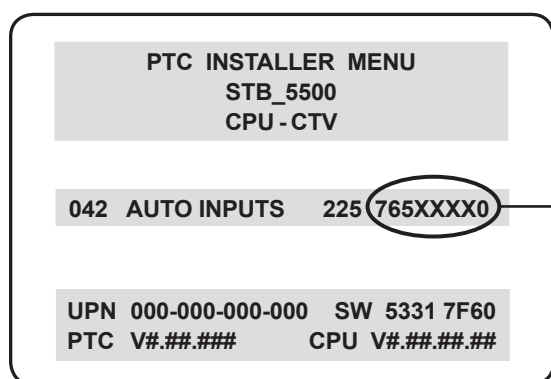 PTC INSTALLER MENU
STB_5500
CPU - CTV
042 AUTO INPUTS 225 765XXXX0
UPN 000-000-000-000 SW 5331 7F60
PTC V#.##.### CPU V#.##.##.##